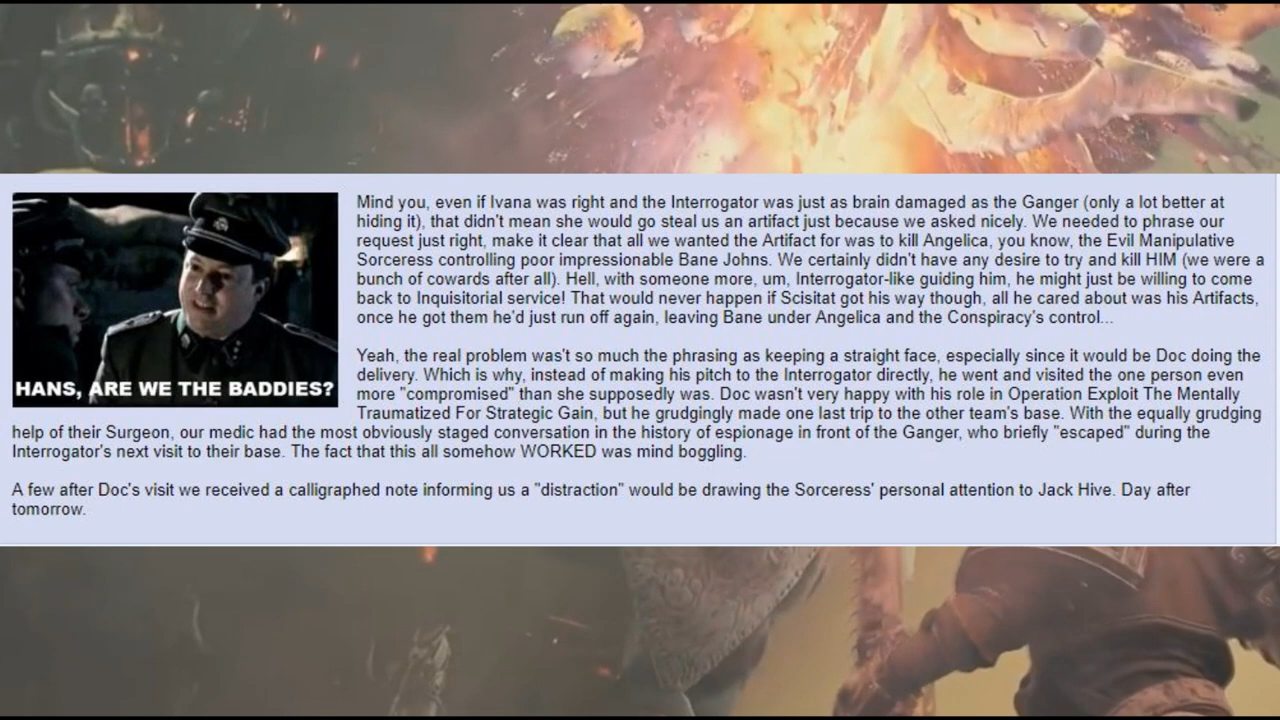 Mind you, even if Ivana was right and the Interrogator was just as brain damaged as the Ganger (only a lot better at
hiding it), that didn't mean she would go steal us an artifact just because we asked nicely. We needed to phrase our
request just right, make it clear that all we wanted the Artifact for was to kill Angelica, you know, the Evil Manipulative
Sorceress controlling poor impressionable Bane Johns. We certainly didn't have any desire to try and kill HIM (we were a
bunch of cowards after all). Hell, with someone more, um, Interrogator-like guiding him, he might just be willing to come
back to Inquisitorial service! That would never happen if Scisitat got his way though, all he cared about was his Artifacts,
once he got them he'd just run off again, leaving Bane under Angelica and the Conspiracy's control...
HANS, ARE WE THE BADDIES?
Yeah, the real problem was't so much the phrasing as keeping a straight face, especially since it would be Doc doing the
delivery. Which is why, instead of making his pitch to the Interrogator directly, he went and visited the one person even
more "compromised" than she supposedly was. Doc wasn't very happy with his role in Operation Exploit The Mentally
Traumatized For Strategic Gain, but he grudgingly made one last trip to the other team's base. With the equally grudging
help of their Surgeon, our medic had the most obviously staged conversation in the history of espionage in front of the Ganger, who briefly "escaped" during the
Interrogator's next visit to their base. The fact that this all somehow WORKED was mind boggling.
A few after Doc's visit we received a calligraphed note informing us a "distraction" would be drawing the Sorceress' personal attention to Jack Hive. Day after
tomorrow.